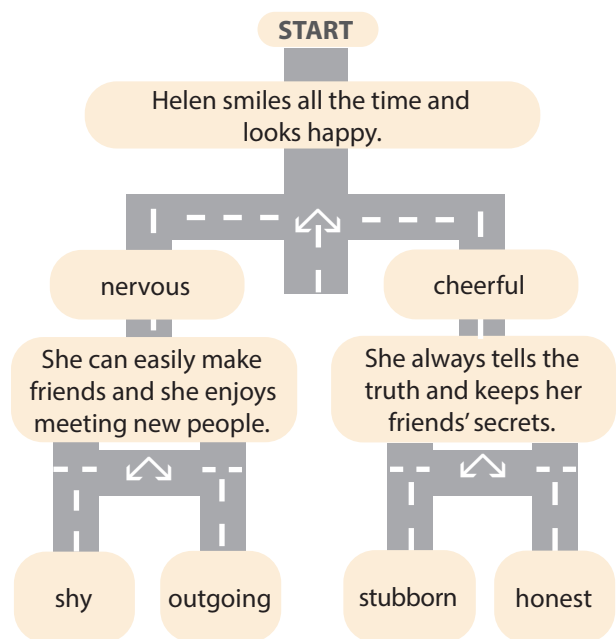 START
Helen smiles all the time and
looks happy.
nervous
cheerful
She can easily make
friends and she enjoys
meeting new people.
She always tells the
truth and keeps her
friends’ secrets.
shy
outgoing
stubborn
honest